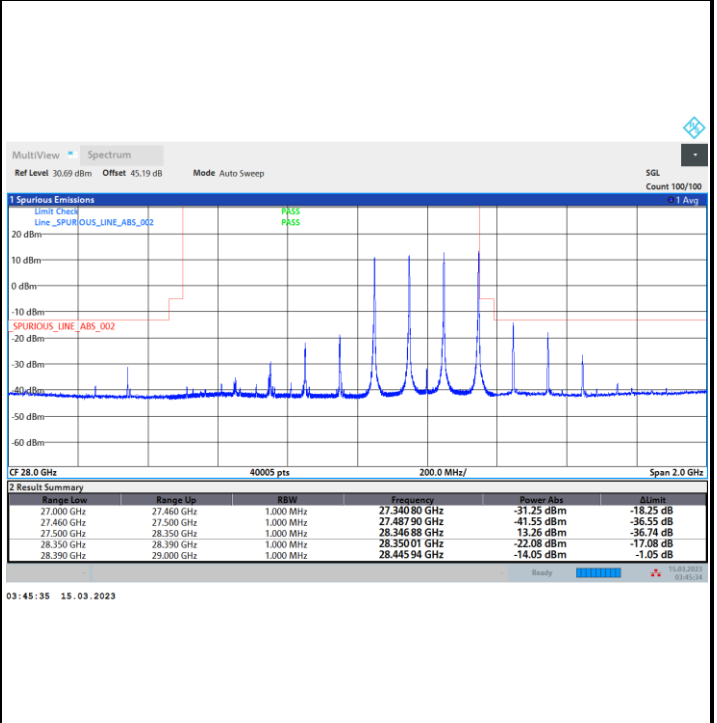 MultiView Spectrum
Ref Level 30.69 dBm Offset 45.19 dB Mode Auto Sweep SGL
Count 100/100
1 Spurious Emissions 1 Avg
Limit Check PASS
Line _SPURIOUS_LINE_ABS_002 PASS
20 dBm
10 dBm
0 dBm
-10 dBm
SPURIOUS_LINE_ABS_002
-20 dBm
-30 dBm
-40 dBm
-50 dBm
-60 dBm
CF 28.0 GHz 40005 pts 200.0 MHz/ Span 2.0 GHz
2 Result Summary
Range Low Range Up RBW Frequency Power Abs ΔLimit
27.000 GHz 27.460 GHz 1.000 MHz 27.340 80 GHz -31.25 dBm -18.25 dB
27.460 GHz 27.500 GHz 1.000 MHz 27.487 90 GHz -41.55 dBm -36.55 dB
27.500 GHz 28.350 GHz 1.000 MHz 28.346 88 GHz 13.26 dBm -36.74 dB
28.350 GHz 28.390 GHz 1.000 MHz 28.350 01 GHz -22.08 dBm -17.08 dB
28.390 GHz 29.000 GHz 1.000 MHz 28.445 94 GHz -14.05 dBm -1.05 dB
Ready 15.03.2023
03:45:34
03:45:35 15.03.2023